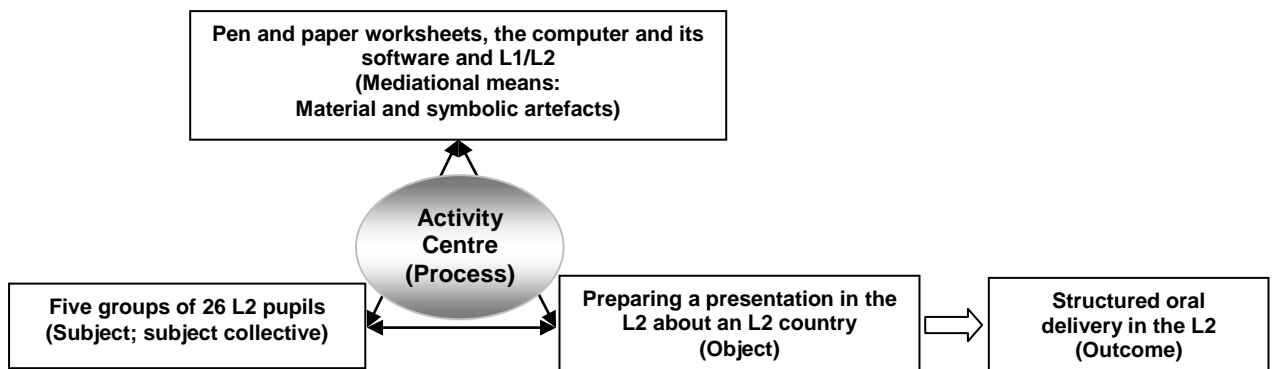 Pen and paper worksheets, the computer and its
software and L1/L2
(Mediational means:
Material and symbolic artefacts)
Activity
Centre
(Process)
Five groups of 26 L2 pupils
(Subject; subject collective)
Preparing a presentation in the
L2 about an L2 country
(Object)
Structured oral
delivery in the L2
(Outcome)